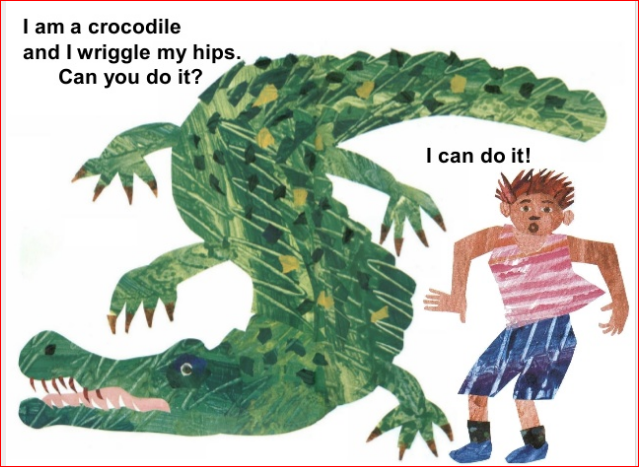 I am a crocodile
and I wriggle my hips.
Can you do it?
I can do it!